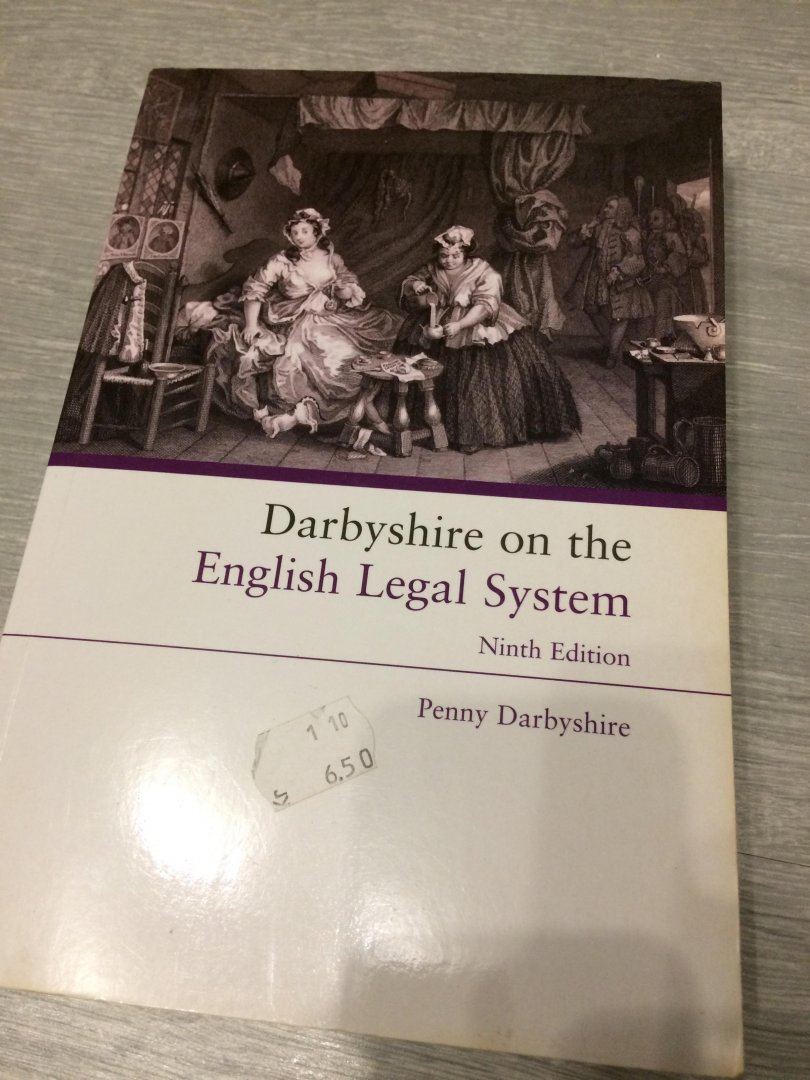 Darbyshire on the
English Legal System
Ninth Edition
Penny Darbyshire
1 10
6.50